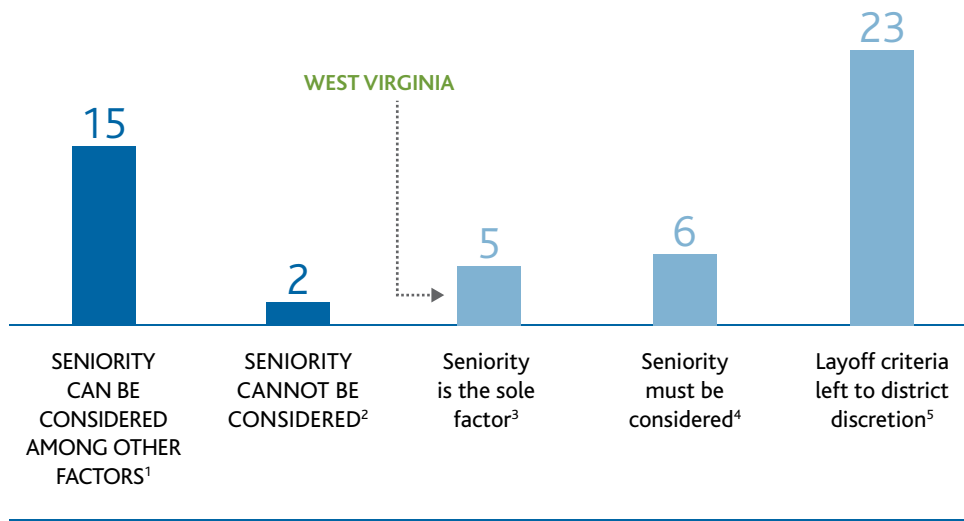 23
WEST VIRGINIA
15
6
5
2
SENIORITY
CAN BE
CONSIDERED
AMONG OTHER
FACTORS¹
SENIORITY
CANNOT BE
CONSIDERED²
Seniority
is the sole
factor³
Seniority
must be
considered⁴
Layoff criteria
left to district
discretion⁵